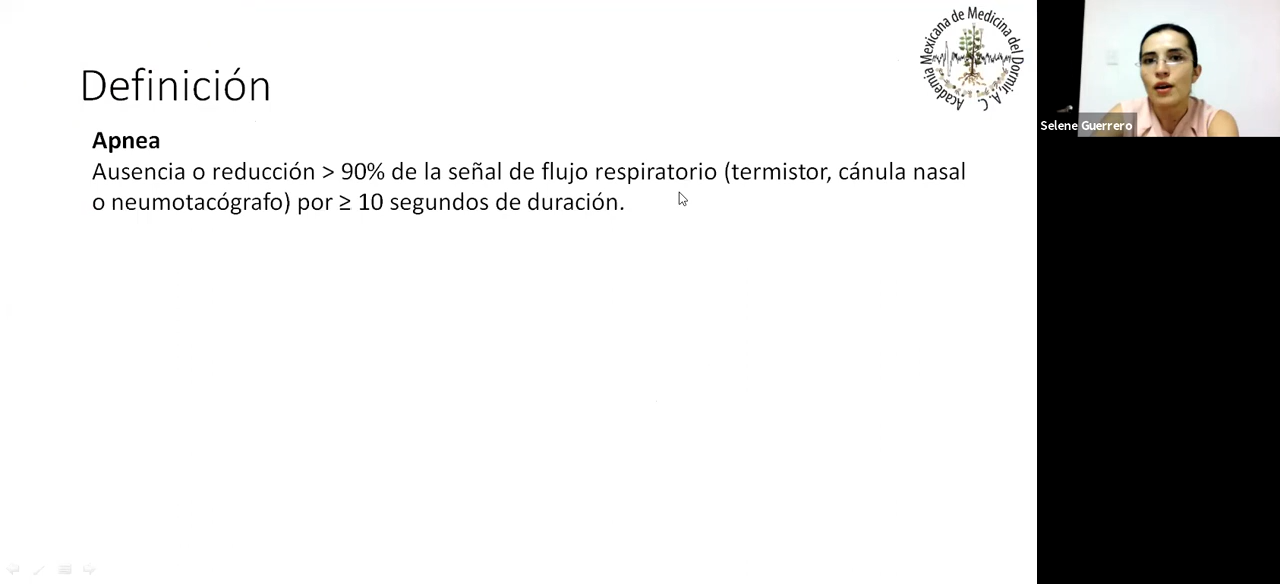 Academia Mexicana de Medicina del Dormir, A. C.
Definición
Apnea
Ausencia o reducción > 90% de la señal de flujo respiratorio (termistor, cánula nasal
o neumotacógrafo) por ≥ 10 segundos de duración.
Selene Guerrero